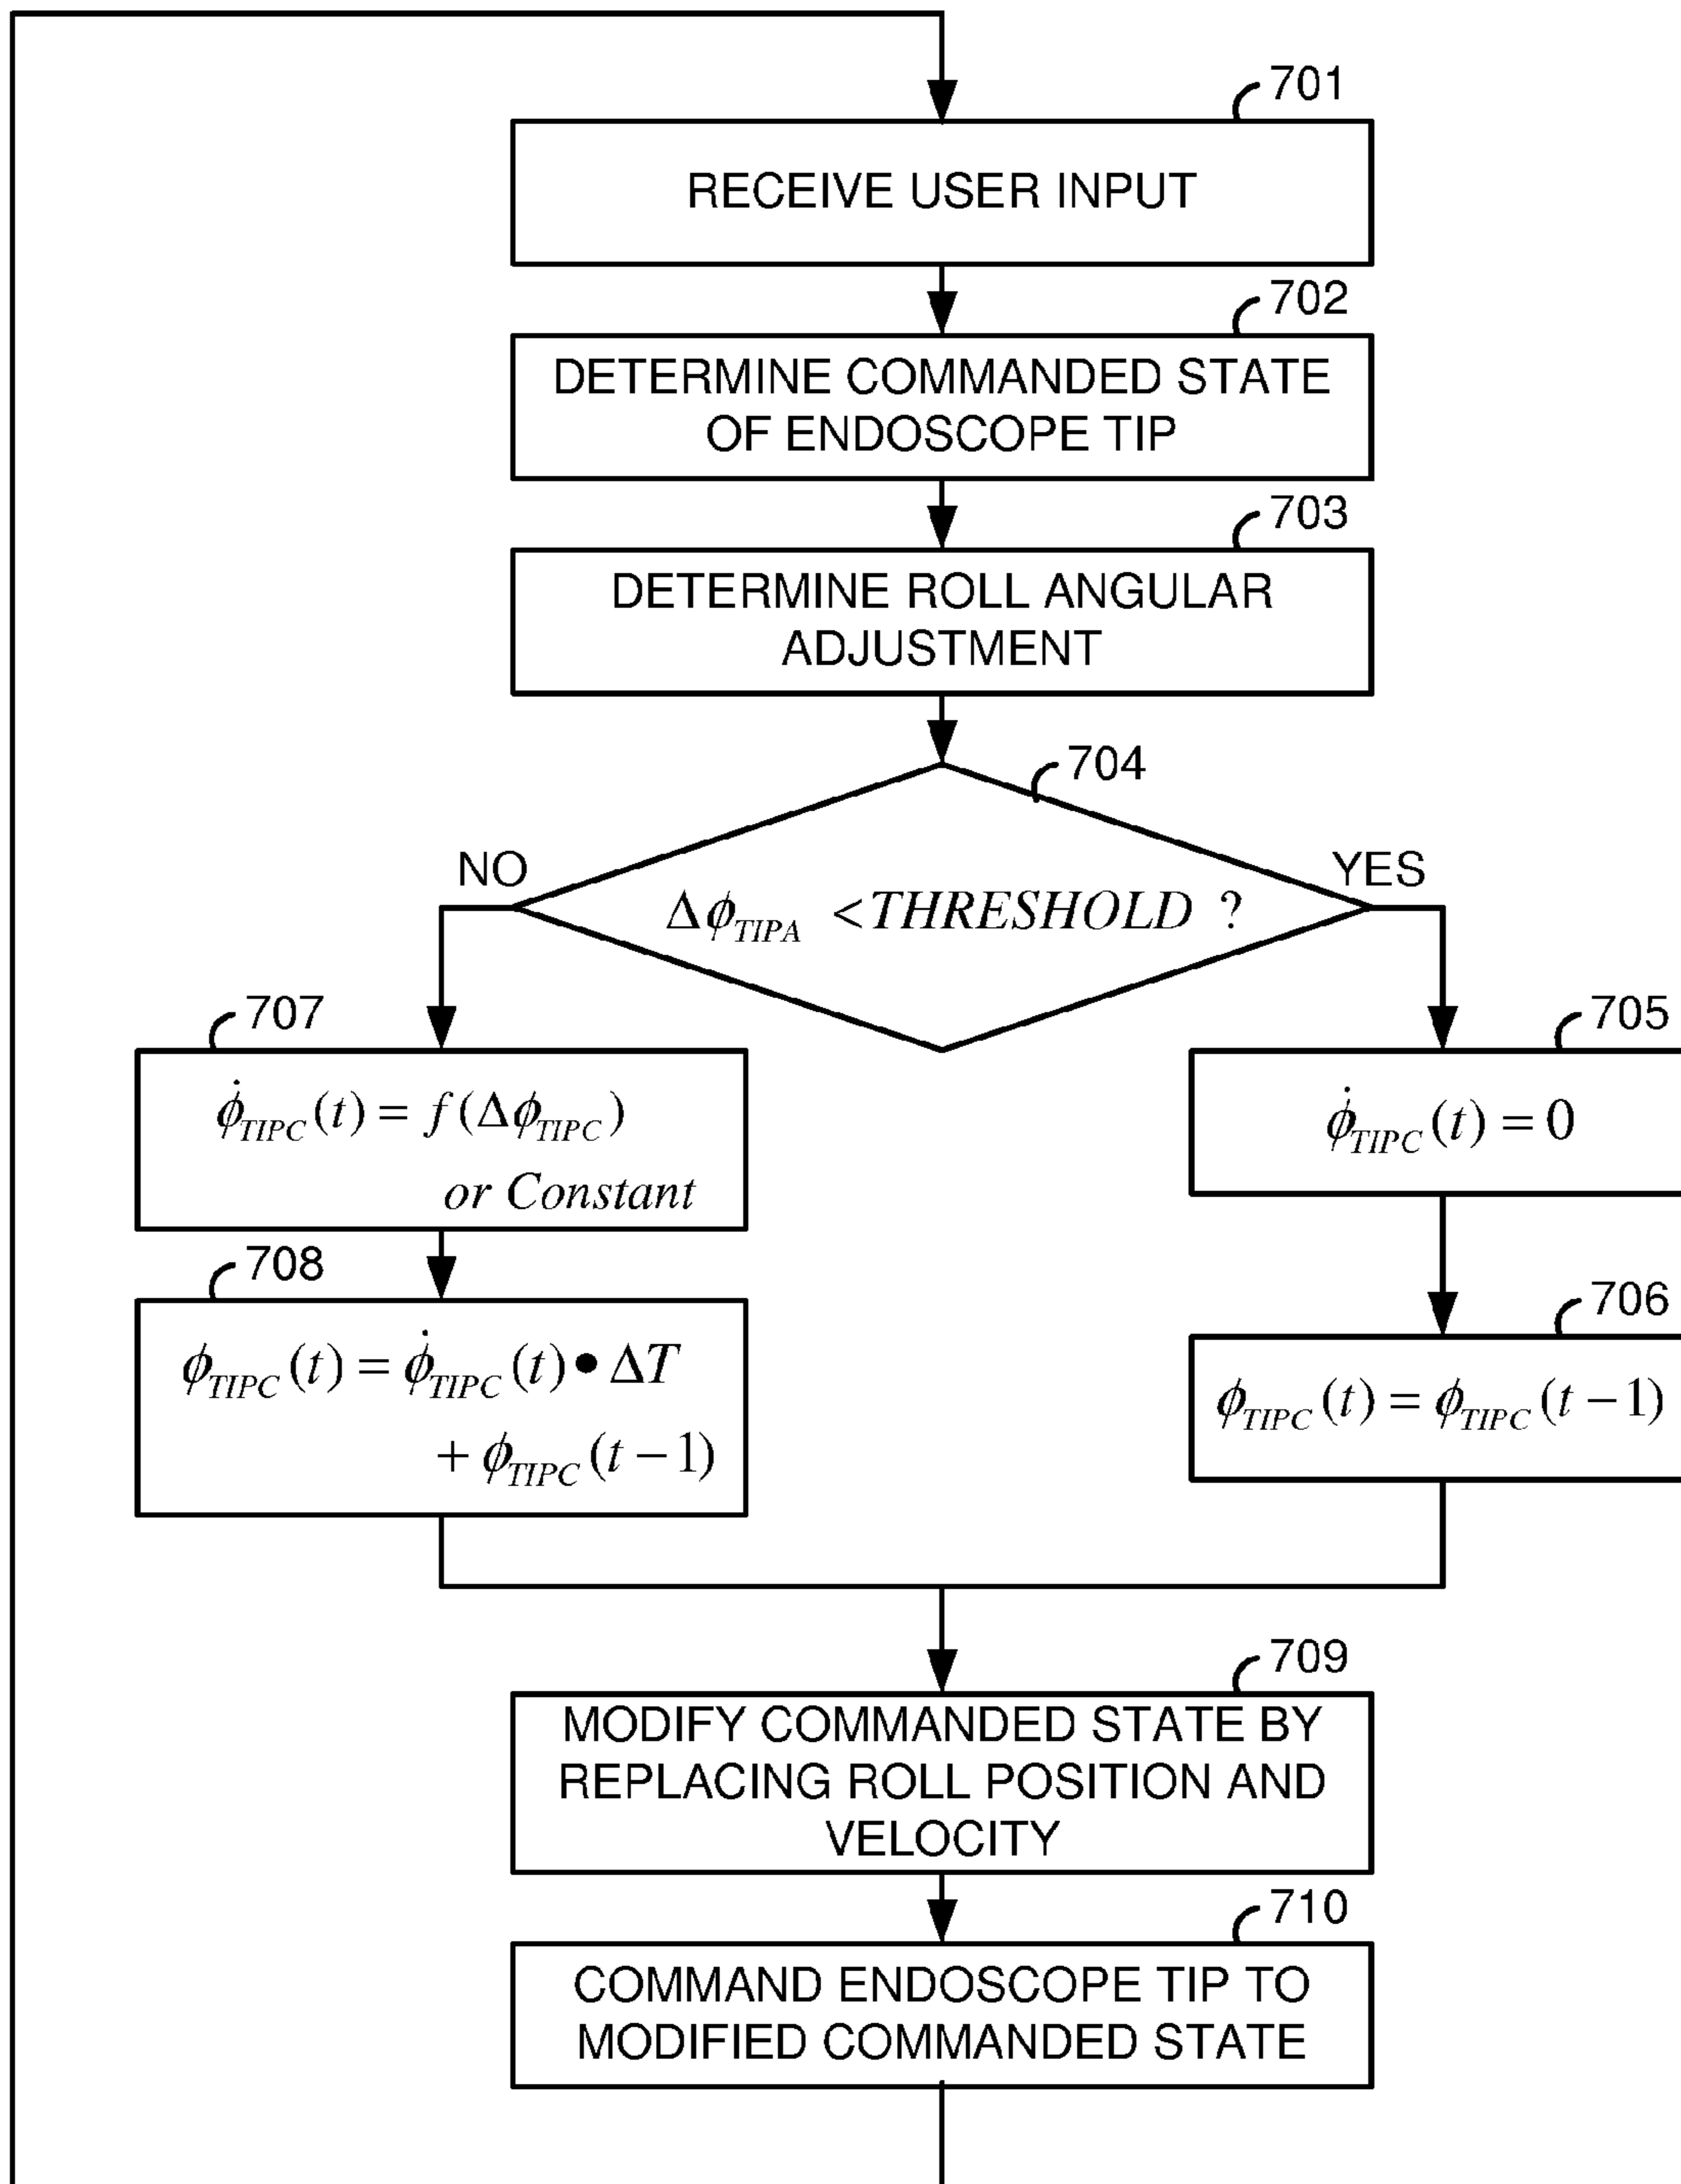 701
RECEIVE USER INPUT
702
DETERMINE COMMANDED STATE
OF ENDOSCOPE TIP
703
DETERMINE ROLL ANGULAR
ADJUSTMENT
704
NO
YES
Δϕ_TIPA < THRESHOLD ?
707
ϕ̇_TIPC(t) = f(Δϕ_TIPC)
or Constant
705
ϕ̇_TIPC(t) = 0
708
ϕ_TIPC(t) = ϕ̇_TIPC(t) • ΔT
+ ϕ_TIPC(t − 1)
706
ϕ_TIPC(t) = ϕ_TIPC(t − 1)
709
MODIFY COMMANDED STATE BY
REPLACING ROLL POSITION AND
VELOCITY
710
COMMAND ENDOSCOPE TIP TO
MODIFIED COMMANDED STATE